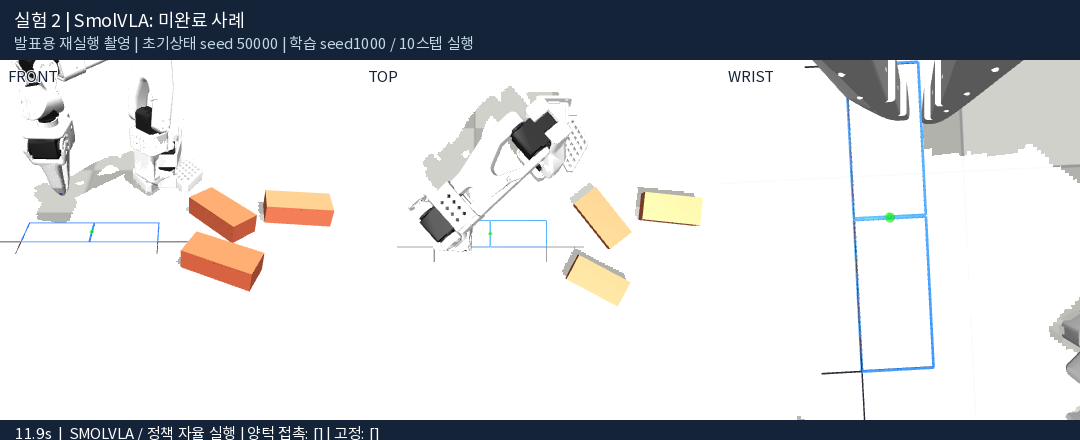 실험 2 | SmolVLA: 미완료 사례
발표용 재실행 촬영 | 초기상태 seed 50000 | 학습 seed1000 / 10스텝 실행
FRONT
TOP
WRIST
11.9s | SMOLVLA / 정책 자율 실행 | 양턱 접촉: [] | 고정: []